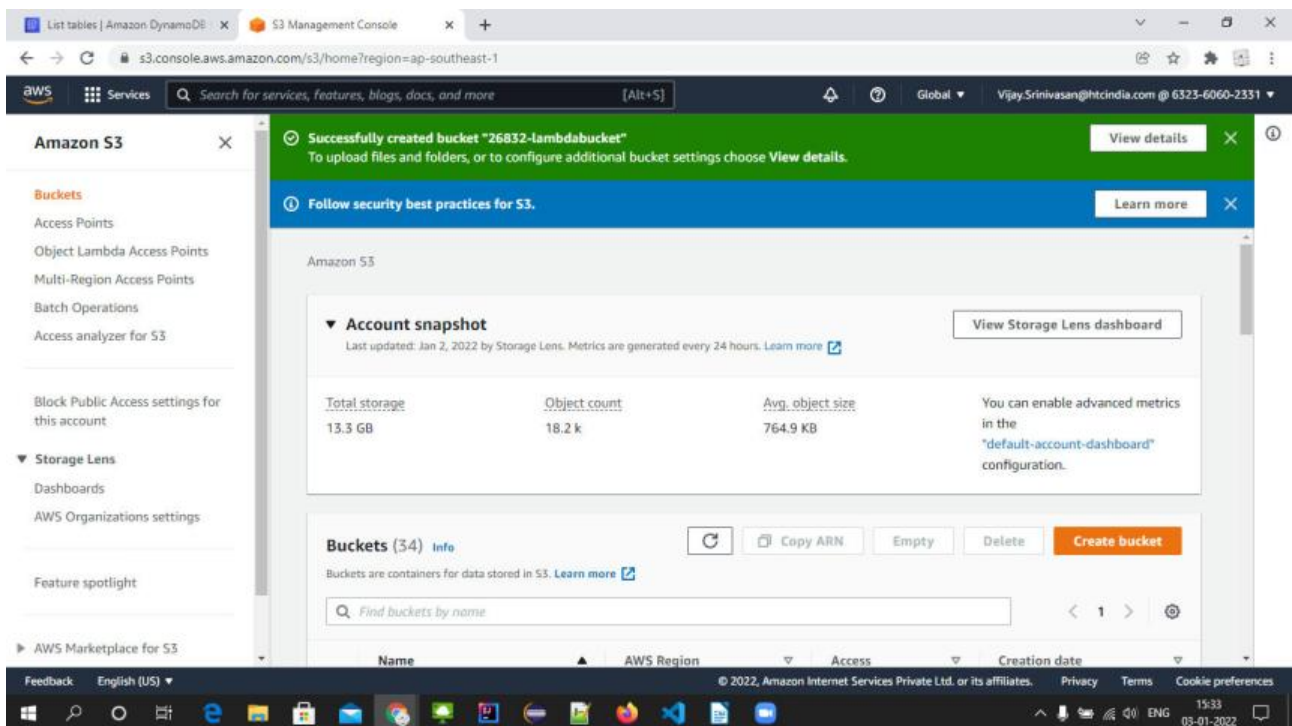 List tables | Amazon DynamoDB
S3 Management Console
s3.console.aws.amazon.com/s3/home?region=ap-southeast-1
aws
Services
Search for services, features, blogs, docs, and more
[Alt+S]
Global
Vijay.Srinivasan@htcindia.com @ 6323-6060-2331
Amazon S3
Buckets
Access Points
Object Lambda Access Points
Multi-Region Access Points
Batch Operations
Access analyzer for S3
Block Public Access settings for
this account
Storage Lens
Dashboards
AWS Organizations settings
Feature spotlight
AWS Marketplace for S3
Successfully created bucket "26832-lambdabucket"
To upload files and folders, or to configure additional bucket settings choose View details.
View details
Follow security best practices for S3.
Learn more
Amazon S3
Account snapshot
Last updated: Jan 2, 2022 by Storage Lens. Metrics are generated every 24 hours. Learn more
View Storage Lens dashboard
Total storage
13.3 GB
Object count
18.2 k
Avg. object size
764.9 KB
You can enable advanced metrics
in the
"default-account-dashboard"
configuration.
Buckets (34) Info
Buckets are containers for data stored in S3. Learn more
Copy ARN
Empty
Delete
Create bucket
Find buckets by name
1
Name
AWS Region
Access
Creation date
Feedback
English (US)
© 2022, Amazon Internet Services Private Ltd. or its affiliates.
Privacy
Terms
Cookie preferences
ENG
15:33
03-01-2022